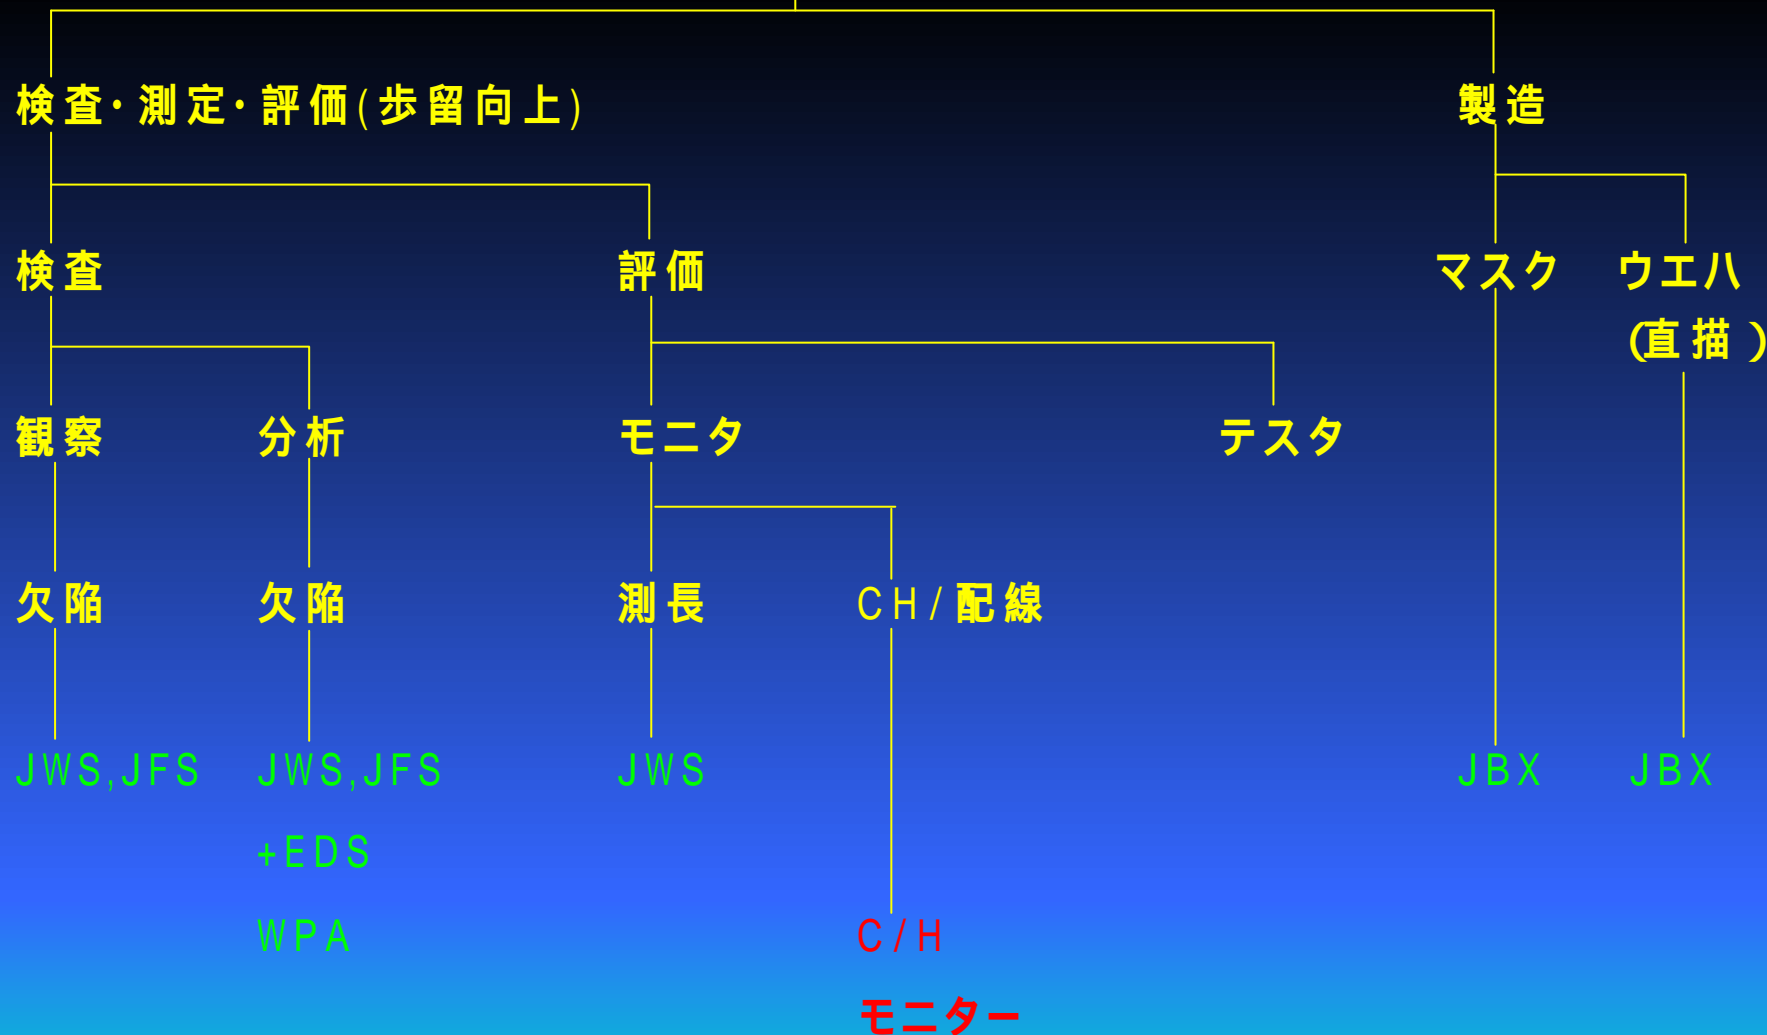 検査・測定・評価(歩留向上)
製造
検査
評価
マスク
ウエハ
(直描)
観察
分析
モニタ
テスタ
欠陥
欠陥
測長
CH/配線
JWS,JFS
JWS,JFS
JWS
JBX
JBX
+EDS
WPA
C/H
モニター